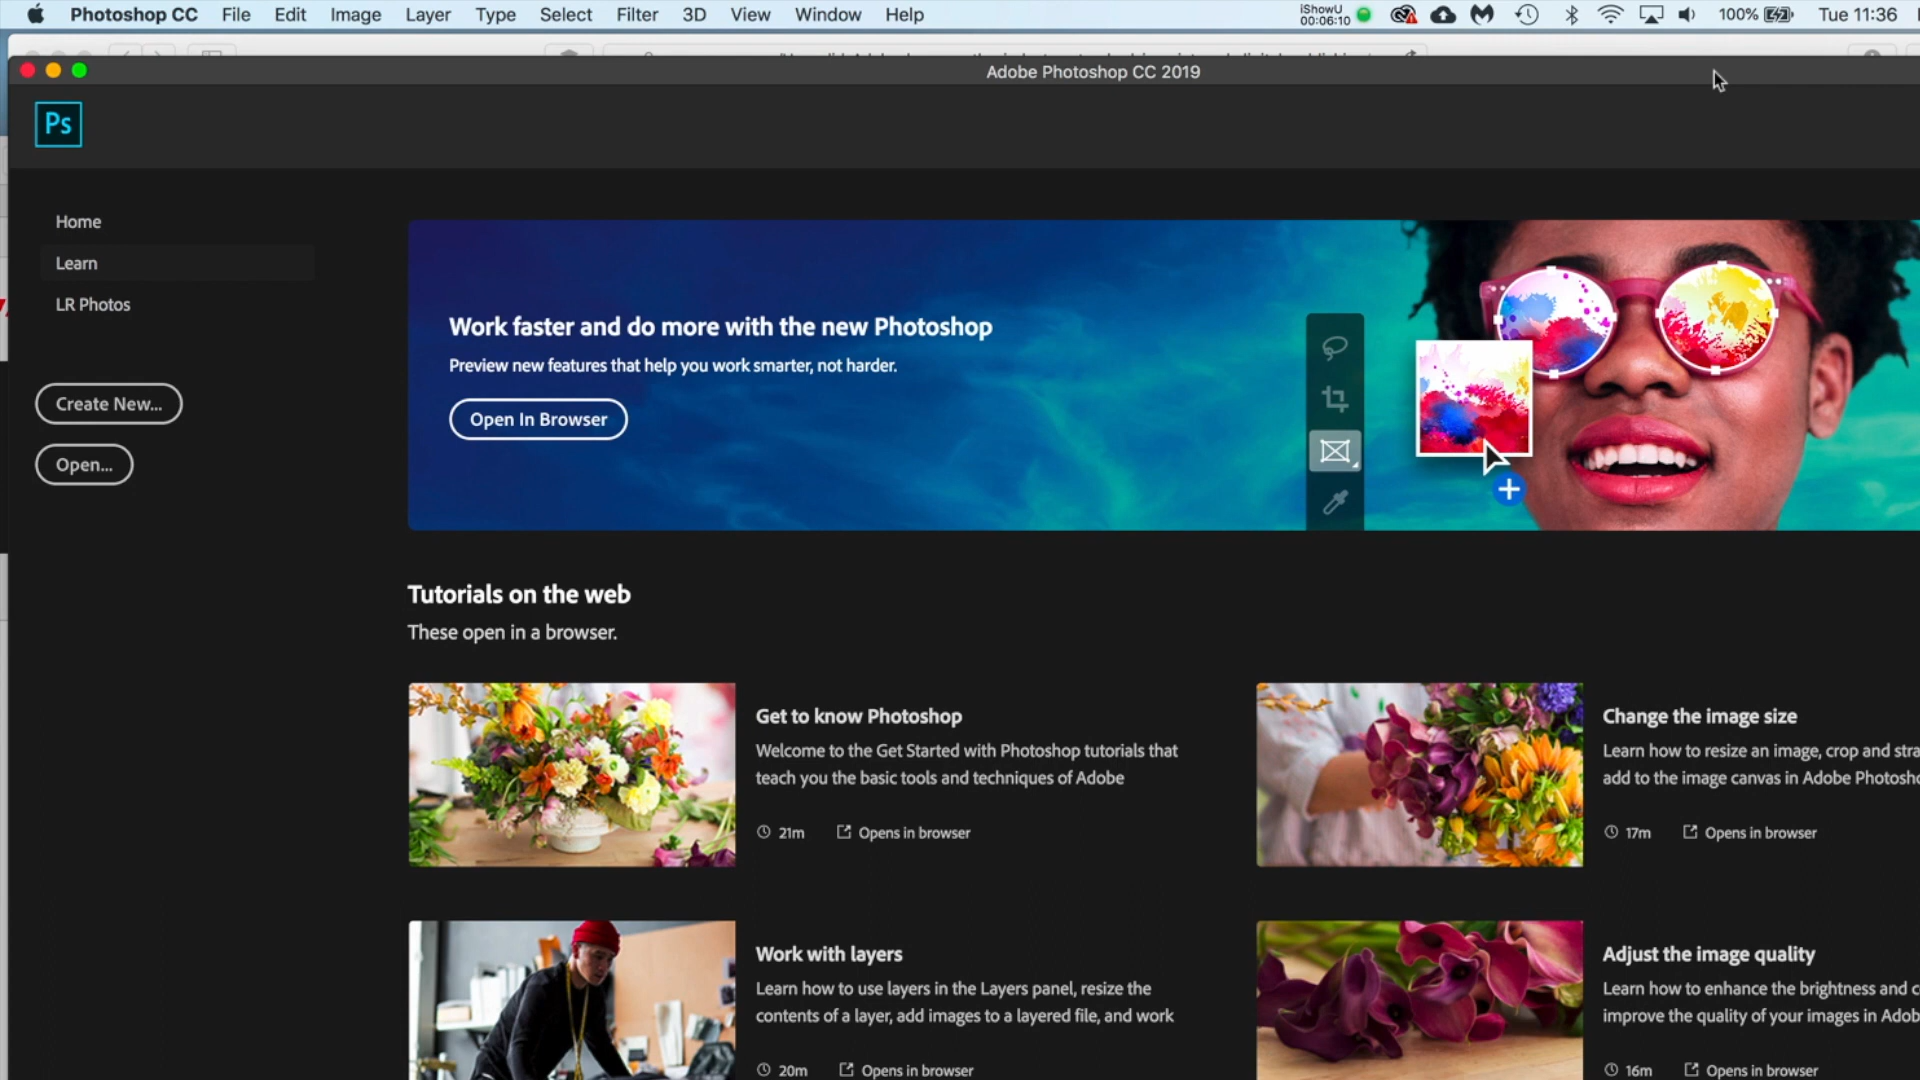 Photoshop CC File Edit Image Layer Type Select Filter 3D View Window Help iShowU 00:06:10 100% Tue 11:36
Adobe Photoshop CC 2019
Ps
Home
Learn
LR Photos
Create New...
Open...
Work faster and do more with the new Photoshop
Preview new features that help you work smarter, not harder.
Open In Browser
Tutorials on the web
These open in a browser.
Get to know Photoshop
Welcome to the Get Started with Photoshop tutorials that
teach you the basic tools and techniques of Adobe
21m Opens in browser
Change the image size
Learn how to resize an image, crop and stra
add to the image canvas in Adobe Photosho
17m Opens in browser
Work with layers
Learn how to use layers in the Layers panel, resize the
contents of a layer, add images to a layered file, and work
20m Opens in browser
Adjust the image quality
Learn how to enhance the brightness and c
improve the quality of your images in Adob
16m Opens in browser